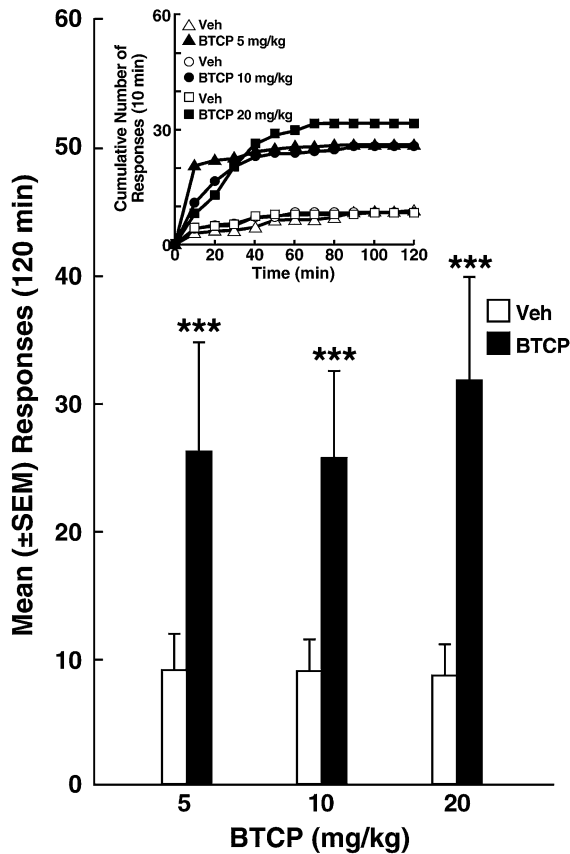 60
50
40
30
20
10
0
Mean (±SEM) Responses (120 min)
60
30
0
Cumulative Number of
Responses (10 min)
Veh
BTCP 5 mg/kg
Veh
BTCP 10 mg/kg
Veh
BTCP 20 mg/kg
0 20 40 60 80 100 120
Time (min)
***
***
***
Veh
BTCP
5 10 20
BTCP (mg/kg)